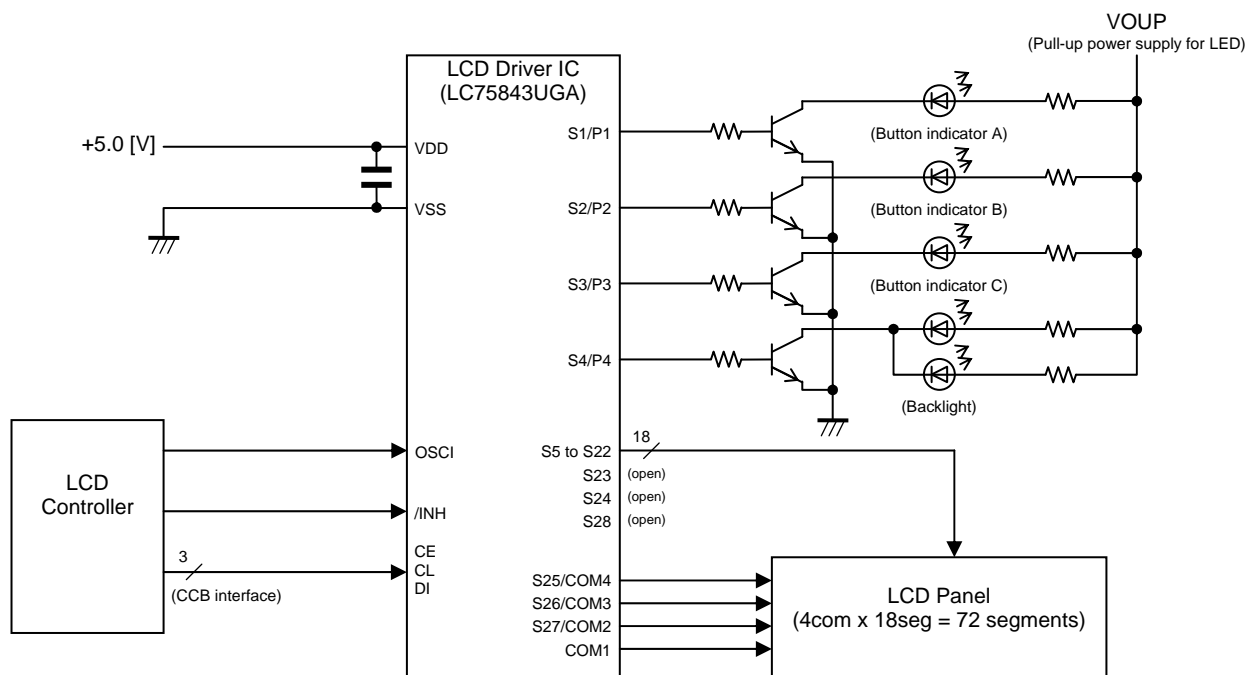 VOUP
(Pull-up power supply for LED)
LCD Driver IC
(LC75843UGA)
+5.0 [V]
VDD
VSS
S1/P1
(Button indicator A)
S2/P2
(Button indicator B)
S3/P3
(Button indicator C)
S4/P4
(Backlight)
LCD
Controller
OSCI
/INH
3
(CCB interface)
CE
CL
DI
S5 to S22
18
S23 (open)
S24 (open)
S28 (open)
S25/COM4
S26/COM3
S27/COM2
COM1
LCD Panel
(4com x 18seg = 72 segments)